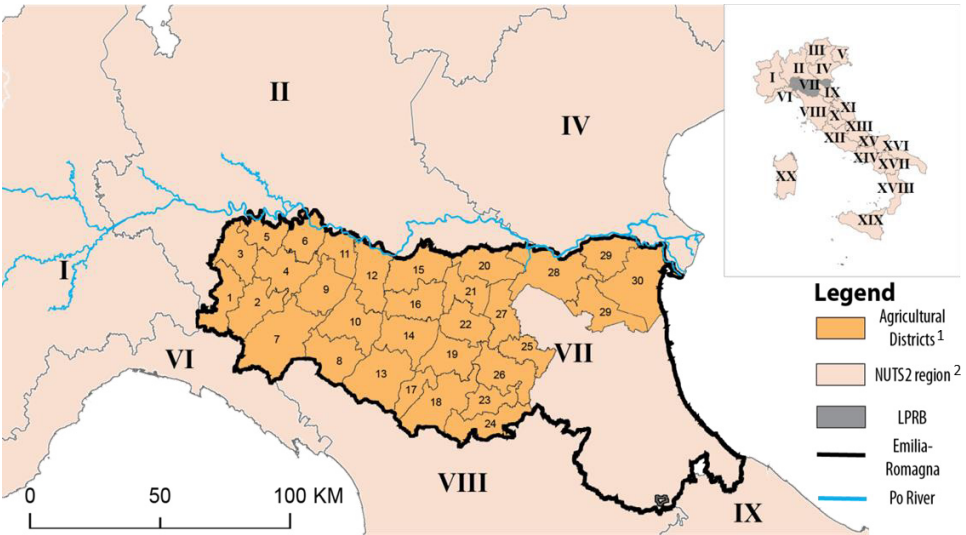 II
IV
I
VI
VII
VIII
IX
5
6
3
11
4
12
15
20
28
29
30
1
2
9
16
21
10
22
27
29
7
14
8
19
25
13
26
17
18
23
24
0 50 100 KM
III
V
II
IV
I
VII
VI
IX
VIII
XI
X
XIII
XII
XV
XVI
XIV
XVII
XX
XVIII
XIX
Legend
Agricultural
Districts 1
NUTS2 region 2
LPRB
Emilia-
Romagna
Po River